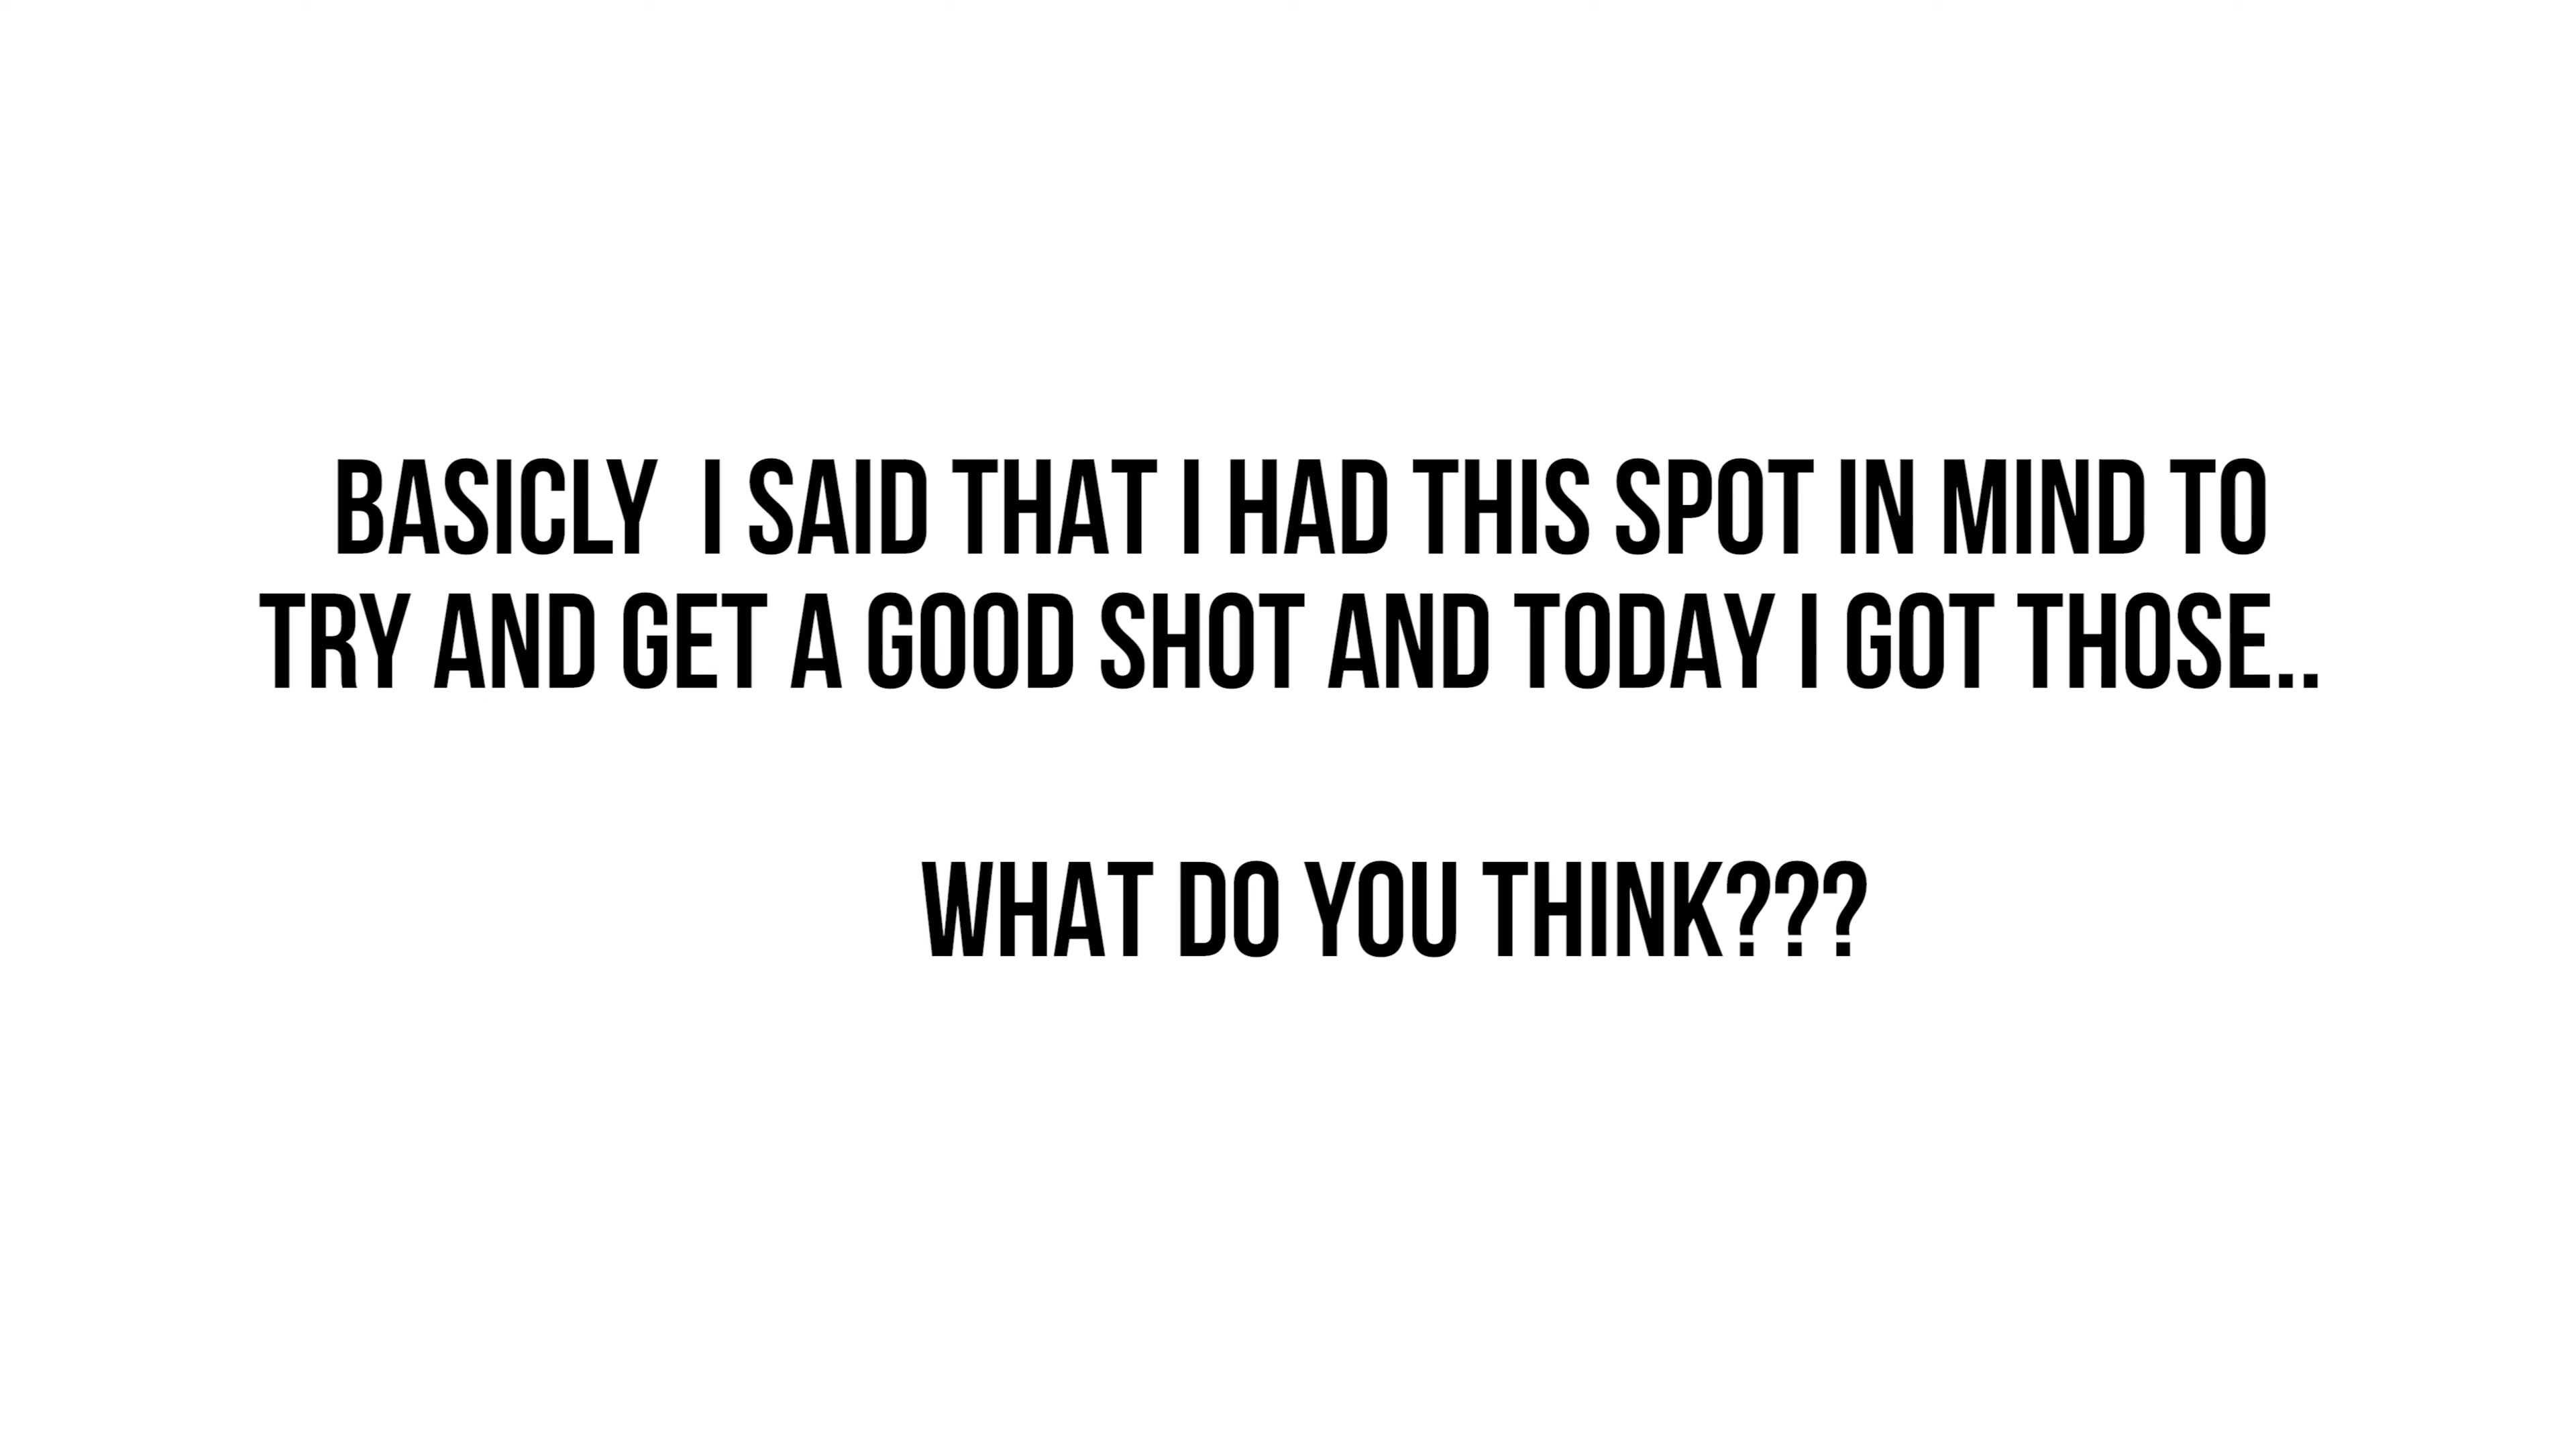 BASICLY  I SAID THAT I HAD THIS SPOT IN MIND TO
TRY AND GET A GOOD SHOT AND TODAY I GOT THOSE..
WHAT DO YOU THINK???